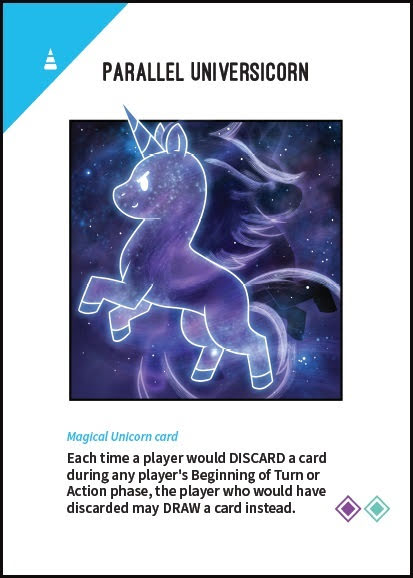 PARALLEL UNIVERSICORN
Magical Unicorn card
Each time a player would DISCARD a card
during any player's Beginning of Turn or
Action phase, the player who would have
discarded may DRAW a card instead.